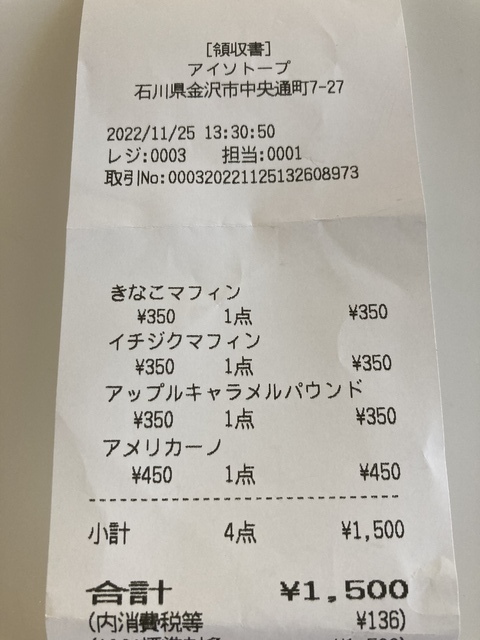 [領収書]
アイソトープ
石川県金沢市中央通町7-27
2022/11/25 13:30:50
レジ:0003 担当:0001
取引No:000320221125132608973
きなこマフィン
¥350 1点 ¥350
イチジクマフィン
¥350 1点 ¥350
アップルキャラメルパウンド
¥350 1点 ¥350
アメリカーノ
¥450 1点 ¥450
小計 4点 ¥1,500
合計 ¥1,500
(内消費税等 ¥136)